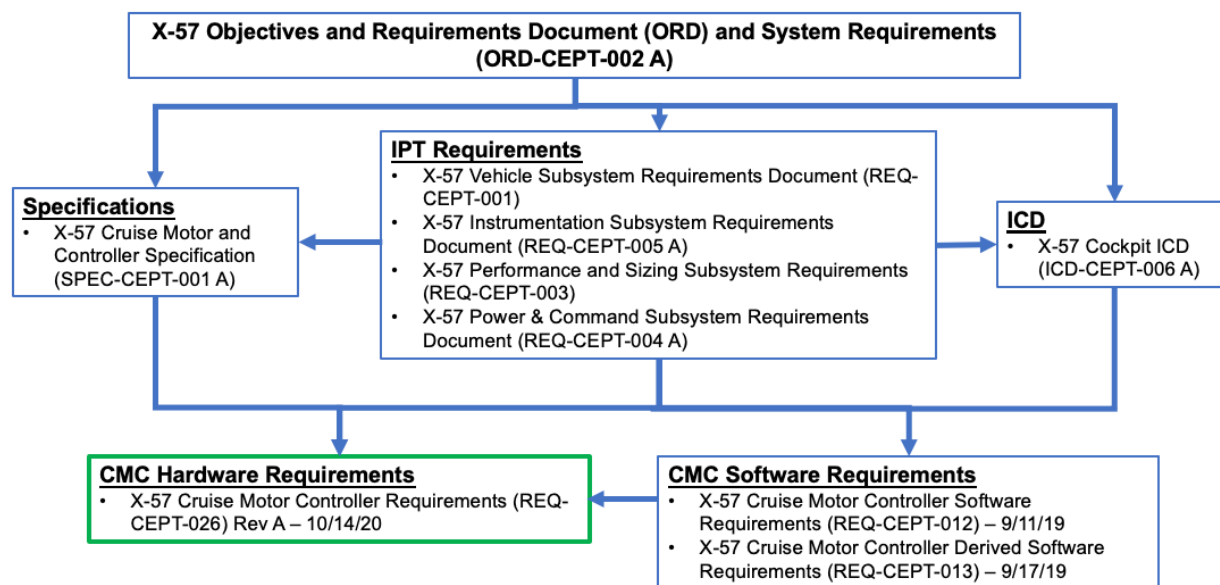 X-57 Objectives and Requirements Document (ORD) and System Requirements
(ORD-CEPT-002 A)
IPT Requirements
• X-57 Vehicle Subsystem Requirements Document (REQ-
CEPT-001)
• X-57 Instrumentation Subsystem Requirements
Document (REQ-CEPT-005 A)
• X-57 Performance and Sizing Subsystem Requirements
(REQ-CEPT-003)
• X-57 Power & Command Subsystem Requirements
Document (REQ-CEPT-004 A)
Specifications
• X-57 Cruise Motor and
Controller Specification
(SPEC-CEPT-001 A)
ICD
• X-57 Cockpit ICD
(ICD-CEPT-006 A)
CMC Hardware Requirements
• X-57 Cruise Motor Controller Requirements (REQ-
CEPT-026) Rev A – 10/14/20
CMC Software Requirements
• X-57 Cruise Motor Controller Software
Requirements (REQ-CEPT-012) – 9/11/19
• X-57 Cruise Motor Controller Derived Software
Requirements (REQ-CEPT-013) – 9/17/19